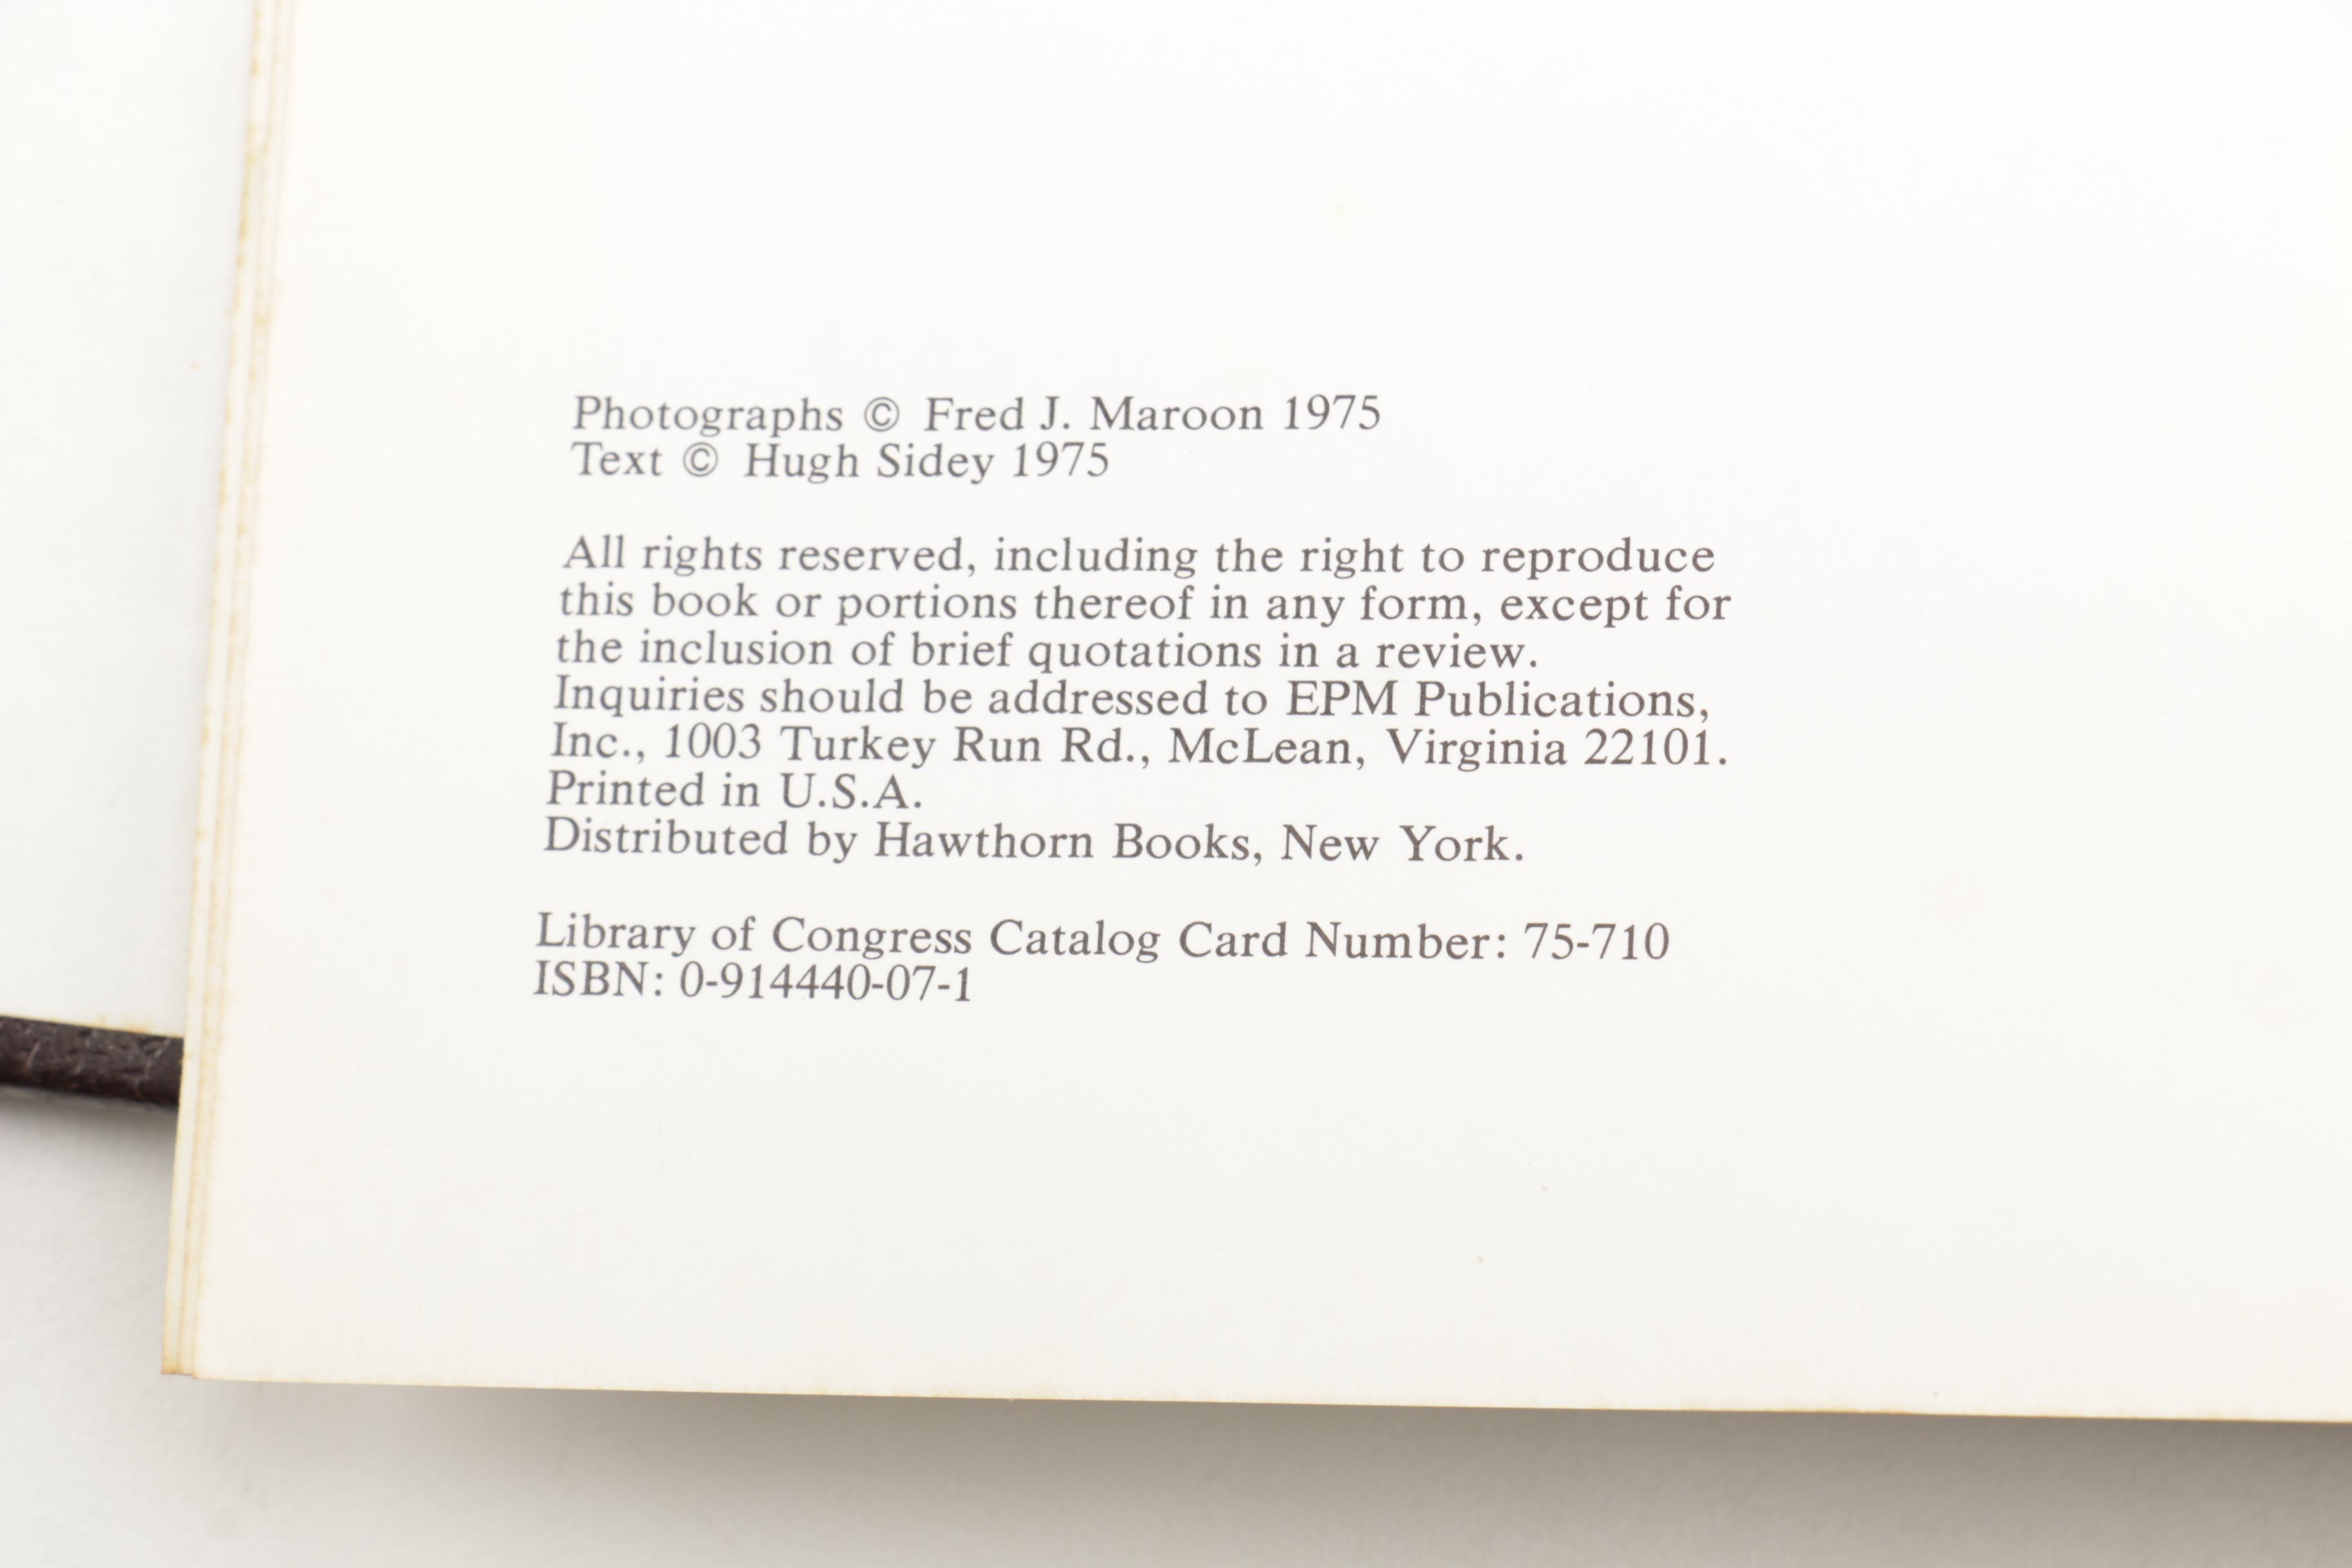 Photographs © Fred J. Maroon 1975
Text © Hugh Sidey 1975
All rights reserved, including the right to reproduce
this book or portions thereof in any form, except for
the inclusion of brief quotations in a review.
Inquiries should be addressed to EPM Publications,
Inc., 1003 Turkey Run Rd., McLean, Virginia 22101.
Printed in U.S.A.
Distributed by Hawthorn Books, New York.
Library of Congress Catalog Card Number: 75-710
ISBN: 0-914440-07-1